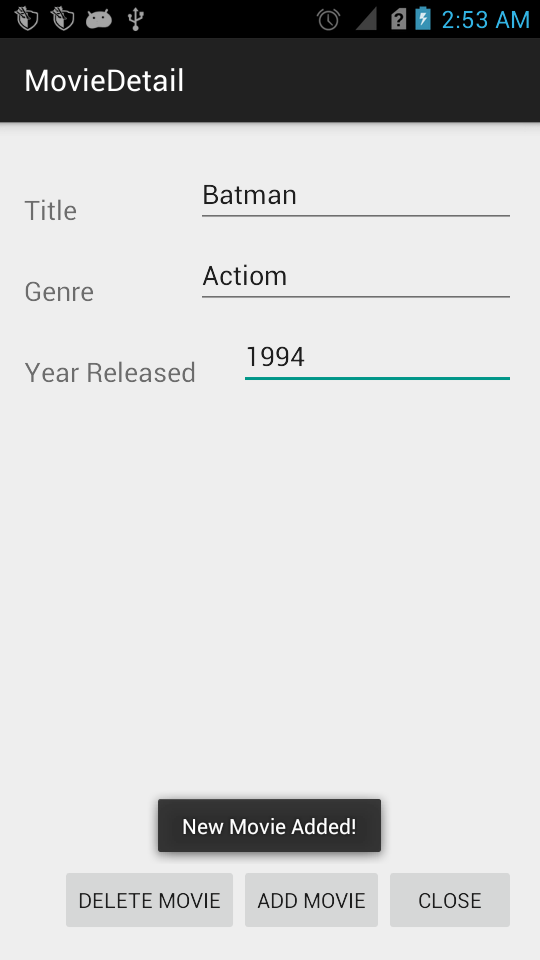 2:53 AM
MovieDetail
Title Batman
Genre Actiom
Year Released 1994
New Movie Added!
DELETE MOVIE ADD MOVIE CLOSE